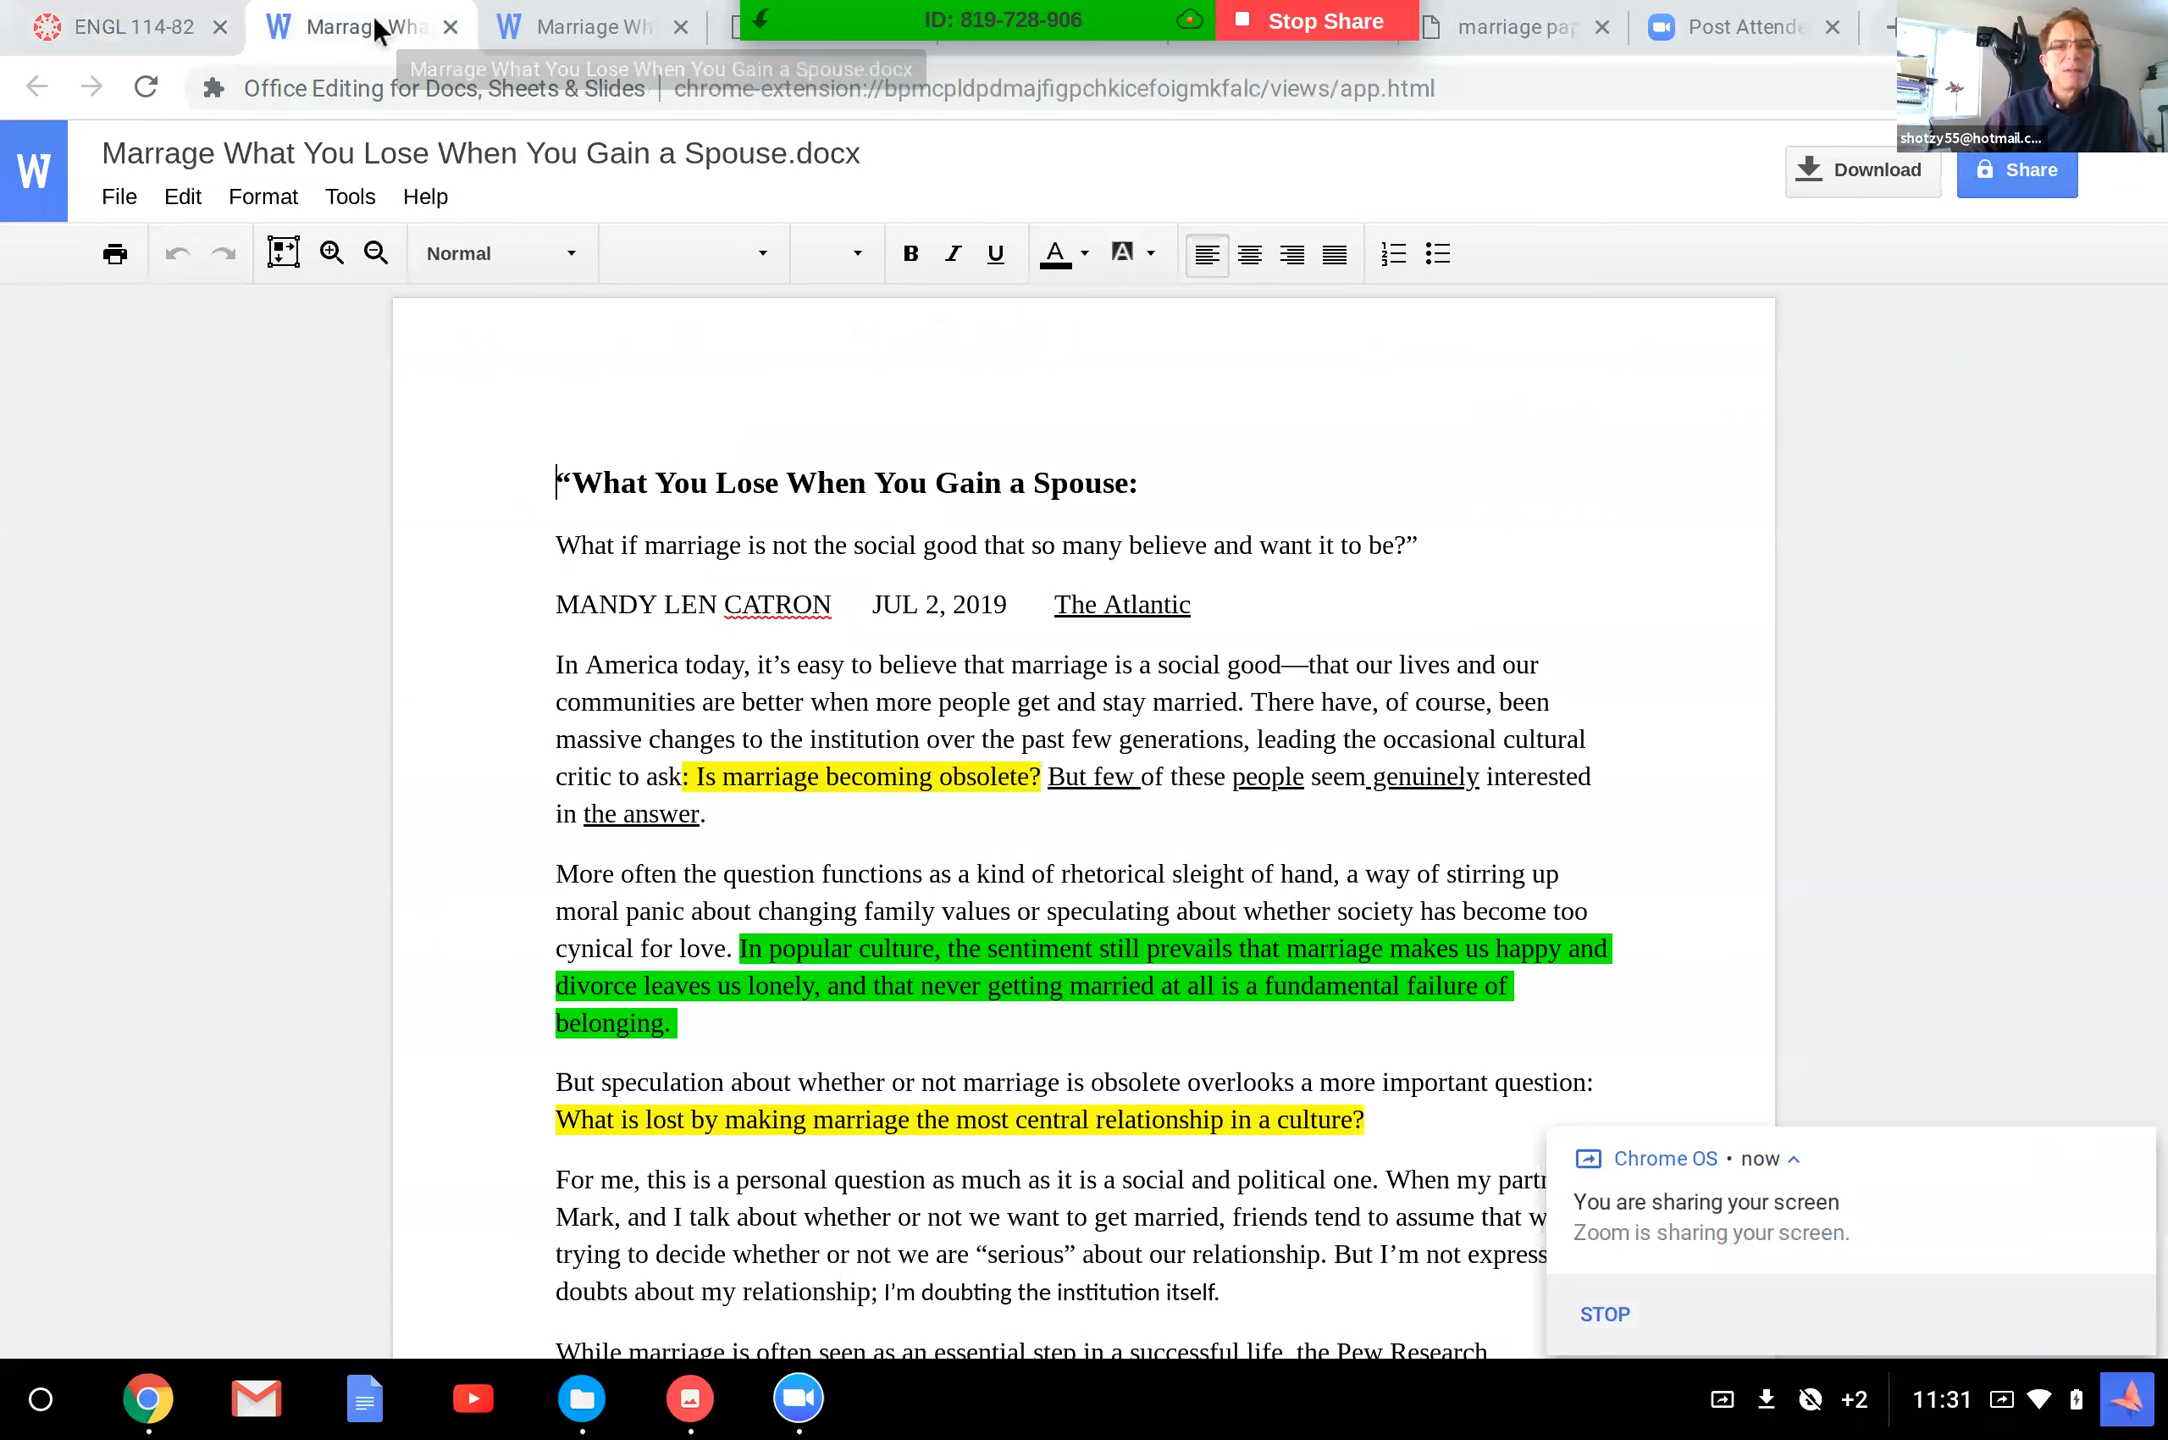 ENGL 114-82
Marrage Wha
Marriage Wh
ID: 819-728-906
Stop Share
marriage pap
Post Attende
Marrage What You Lose When You Gain a Spouse.docx
Office Editing for Docs, Sheets & Slides | chrome-extension://bpmcpldpdmajfigpchkicefoigmkfalc/views/app.html
shotzy55@hotmail.c...
W
Marrage What You Lose When You Gain a Spouse.docx
Download
Share
File Edit Format Tools Help
Normal
B I U A A
“What You Lose When You Gain a Spouse:
What if marriage is not the social good that so many believe and want it to be?”
MANDY LEN CATRON JUL 2, 2019 The Atlantic
In America today, it’s easy to believe that marriage is a social good—that our lives and our
communities are better when more people get and stay married. There have, of course, been
massive changes to the institution over the past few generations, leading the occasional cultural
critic to ask: Is marriage becoming obsolete? But few of these people seem genuinely interested
in the answer.
More often the question functions as a kind of rhetorical sleight of hand, a way of stirring up
moral panic about changing family values or speculating about whether society has become too
cynical for love. In popular culture, the sentiment still prevails that marriage makes us happy and
divorce leaves us lonely, and that never getting married at all is a fundamental failure of
belonging.
But speculation about whether or not marriage is obsolete overlooks a more important question:
What is lost by making marriage the most central relationship in a culture?
For me, this is a personal question as much as it is a social and political one. When my partn
Mark, and I talk about whether or not we want to get married, friends tend to assume that w
trying to decide whether or not we are “serious” about our relationship. But I’m not express
doubts about my relationship; I’m doubting the institution itself.
While marriage is often seen as an essential step in a successful life, the Pew Research
Chrome OS • now
You are sharing your screen
Zoom is sharing your screen.
STOP
+2
11:31